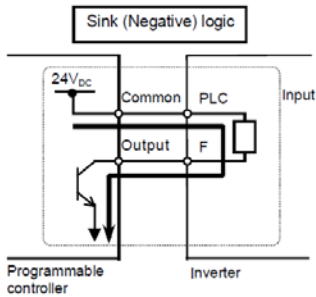 Sink (Negative) logic
24VDC
Common PLC
Input
Output F
Programmable
controller
Inverter